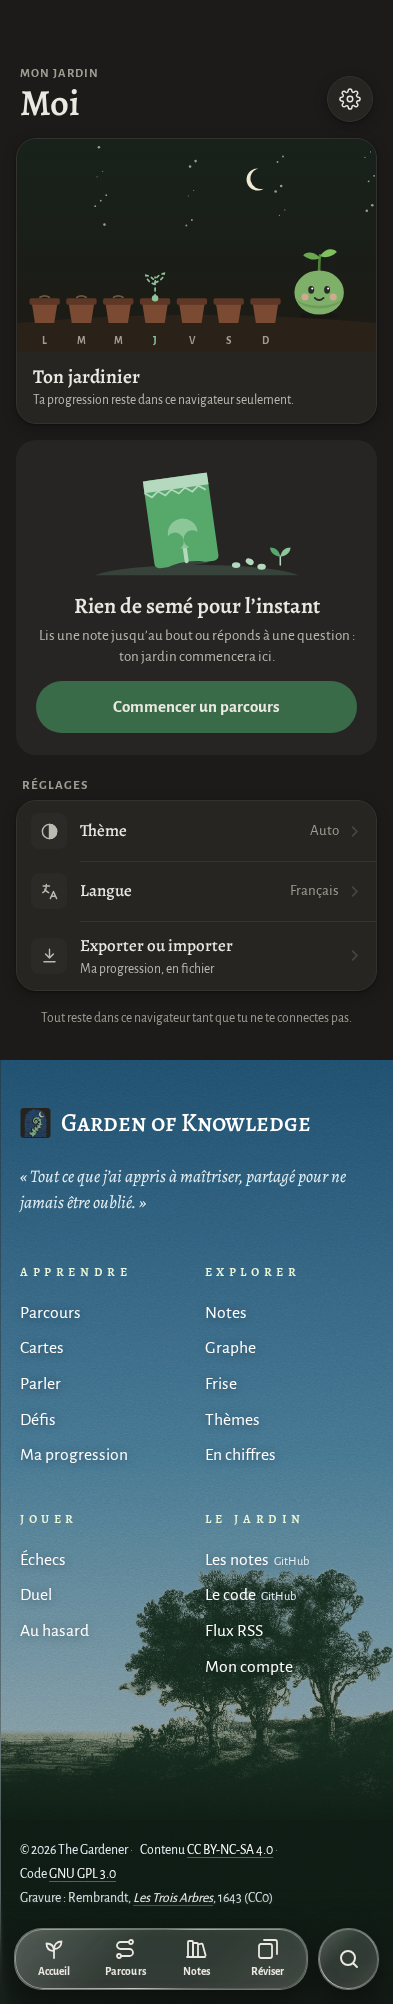 MON JARDIN
Moi
L M M J V S D
Ton jardinier
Ta progression reste dans ce navigateur seulement.
Rien de semé pour l’instant
Lis une note jusqu'au bout ou réponds à une question :
ton jardin commencera ici.
Commencer un parcours
RÉGLAGES
Thème Auto
Langue Français
Exporter ou importer
Ma progression, en fichier
Tout reste dans ce navigateur tant que tu ne te connectes pas.
Garden of Knowledge
« Tout ce que j’ai appris à maîtriser, partagé pour ne
jamais être oublié. »
APPRENDRE
Parcours
Cartes
Parler
Défis
Ma progression
EXPLORER
Notes
Graphe
Frise
Thèmes
En chiffres
JOUER
Échecs
Duel
Au hasard
LE JARDIN
Les notes GitHub
Le code GitHub
Flux RSS
Mon compte
© 2026 The Gardener · Contenu CC BY-NC-SA 4.0 ·
Code GNU GPL 3.0
Gravure : Rembrandt, Les Trois Arbres, 1643 (CC0)
Accueil Parcours Notes Réviser